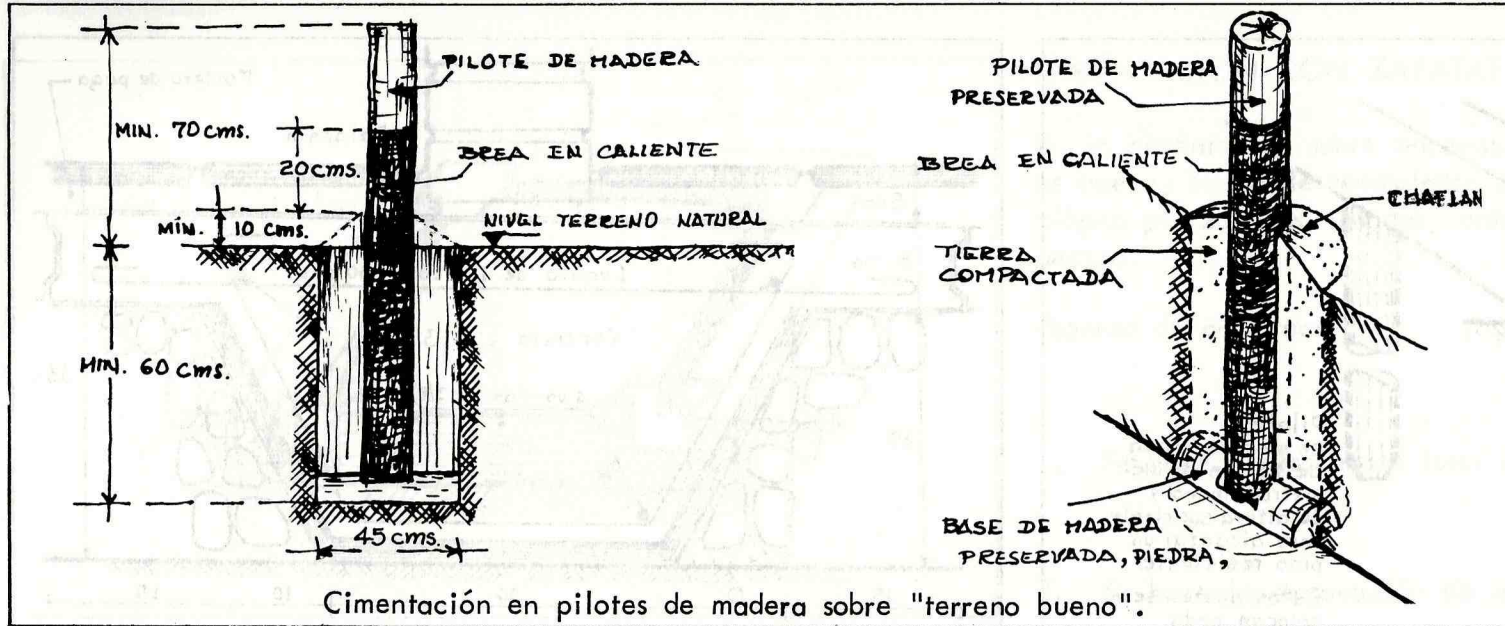 PILOTE DE MADERA
MIN. 70 cms.
20 cms.
BREA EN CALIENTE
MÍN. 10 cms.
NIVEL TERRENO NATURAL
MIN. 60 cms.
45 cms.
PILOTE DE MADERA
PRESERVADA
BREA EN CALIENTE
CHAFLAN
TIERRA
COMPACTADA
BASE DE MADERA
PRESERVADA, PIEDRA,
Cimentación en pilotes de madera sobre "terreno bueno".